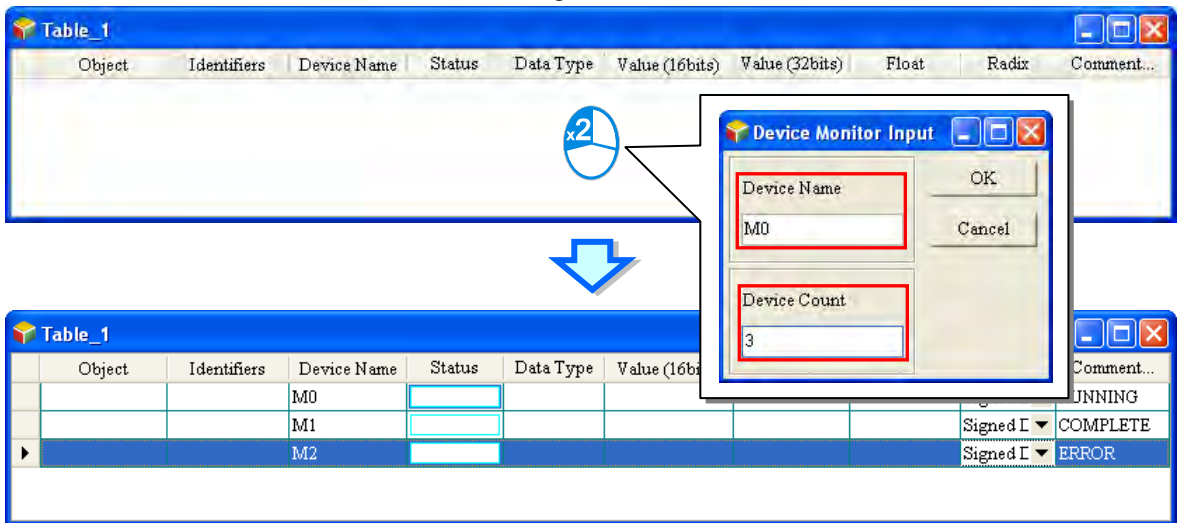 Table_1
Object Identifiers Device Name Status Data Type Value (16bits) Value (32bits) Float Radix Comment...
x2
Device Monitor Input
Device Name
OK
M0
Cancel
Device Count
3
Table_1
Object Identifiers Device Name Status Data Type Value (16bi Comment...
M0 UNNING
M1 Signed D COMPLETE
M2 Signed D ERROR